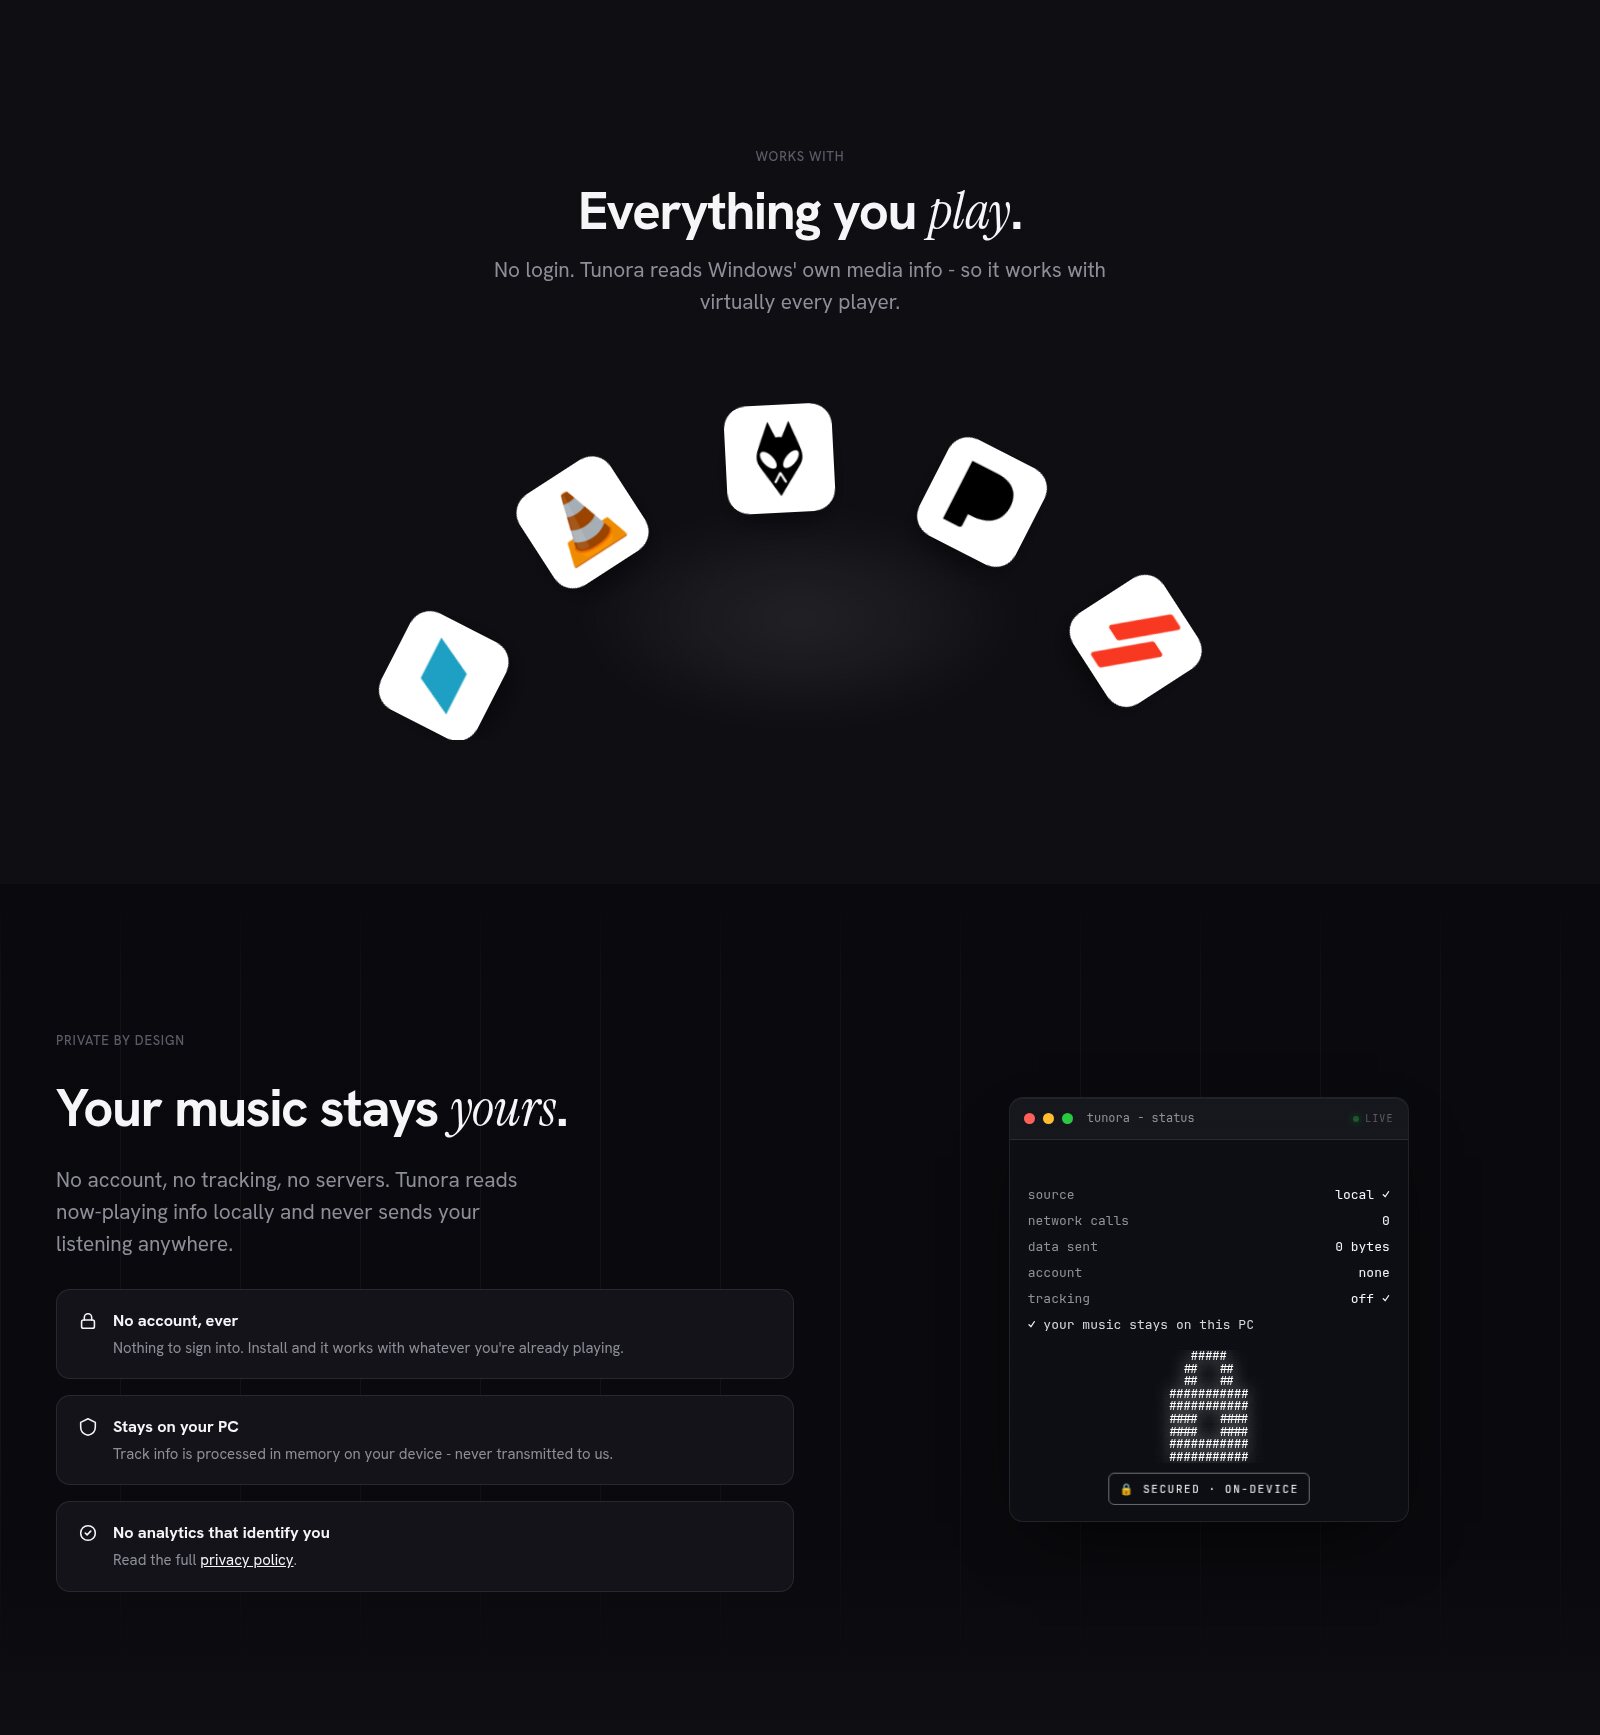 WORKS WITH
Everything you play.
No login. Tunora reads Windows' own media info - so it works with
virtually every player.
PRIVATE BY DESIGN
Your music stays yours.
No account, no tracking, no servers. Tunora reads
now-playing info locally and never sends your
listening anywhere.
No account, ever
Nothing to sign into. Install and it works with whatever you're already playing.
Stays on your PC
Track info is processed in memory on your device - never transmitted to us.
No analytics that identify you
Read the full privacy policy.
tunora - status LIVE
source local ✓
network calls 0
data sent 0 bytes
account none
tracking off ✓
✓ your music stays on this PC
#####
## ##
## ##
###########
###########
#### ####
#### ####
###########
###########
🔒 SECURED · ON-DEVICE